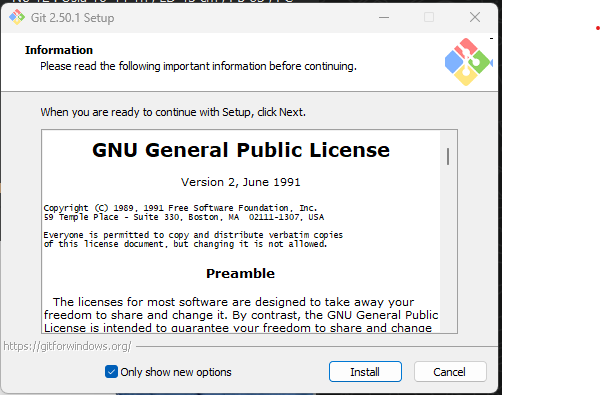 Git 2.50.1 Setup
Information
Please read the following important information before continuing.
When you are ready to continue with Setup, click Next.
GNU General Public License
Version 2, June 1991
Copyright (C) 1989, 1991 Free Software Foundation, Inc.
59 Temple Place - Suite 330, Boston, MA  02111-1307, USA
Everyone is permitted to copy and distribute verbatim copies
of this license document, but changing it is not allowed.
Preamble
The licenses for most software are designed to take away your
freedom to share and change it. By contrast, the GNU General Public
License is intended to guarantee your freedom to share and change
https://gitforwindows.org/
Only show new options
Install
Cancel